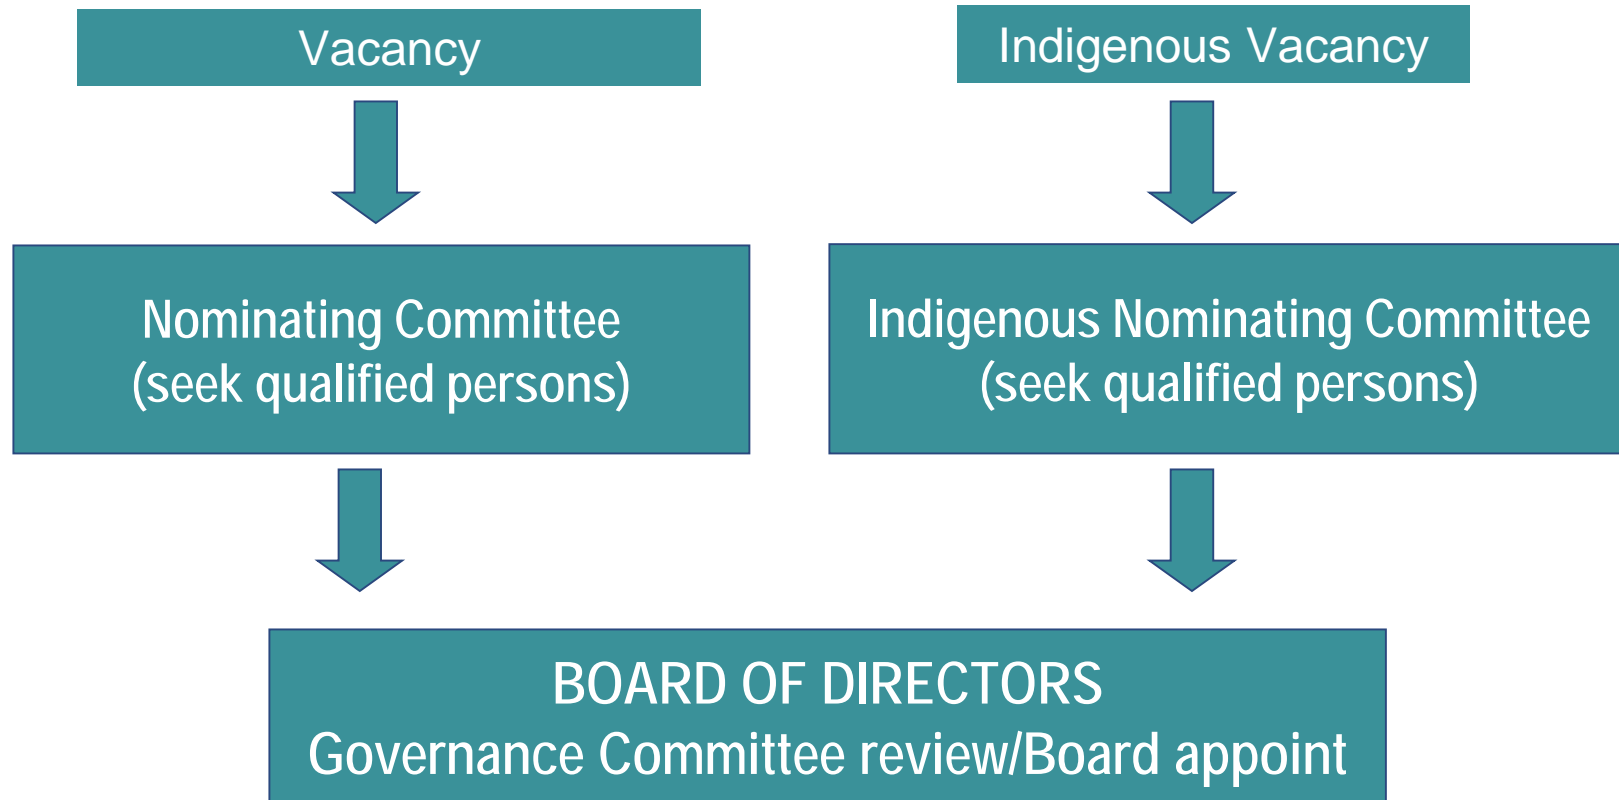 Vacancy
Indigenous Vacancy
Nominating Committee
(seek qualified persons)
Indigenous Nominating Committee
(seek qualified persons)
BOARD OF DIRECTORS
Governance Committee review/Board appoint